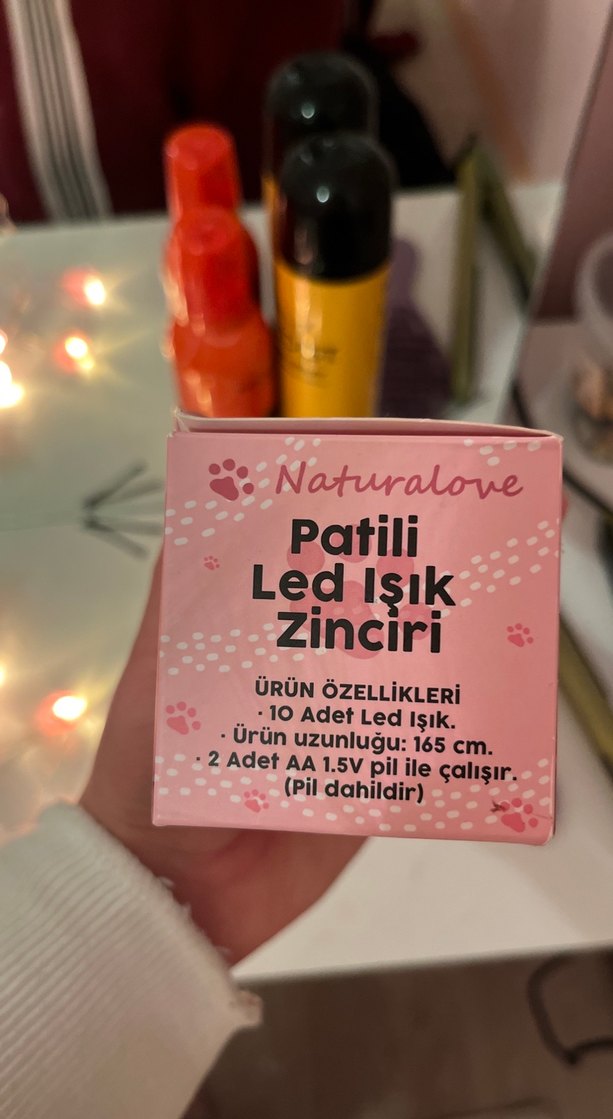 Naturalove
Patili
Led Işık
Zinciri
ÜRÜN ÖZELLİKLERİ
· 10 Adet Led Işık.
· Ürün uzunluğu: 165 cm.
· 2 Adet AA 1.5V pil ile çalışır.
(Pil dahildir)